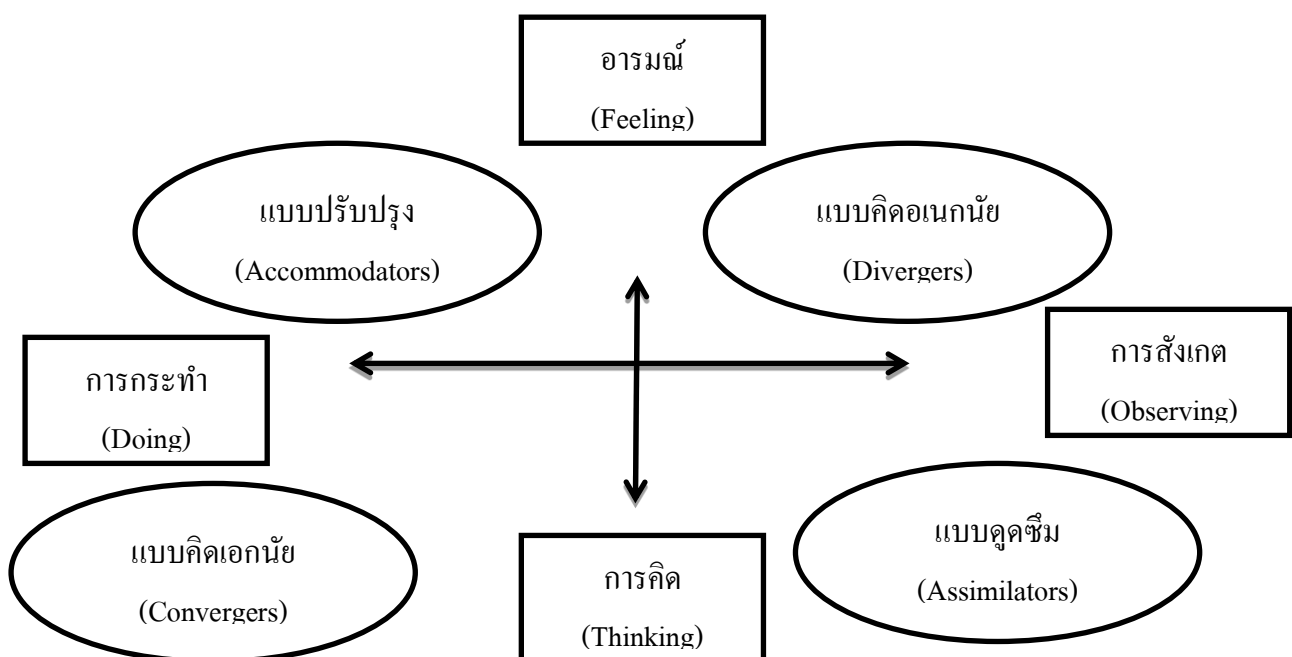 อารมณ์
(Feeling)
แบบปรับปรุง
(Accommodators)
แบบคิดอเนกนัย
(Divergers)
การกระทำ
(Doing)
การสังเกต
(Observing)
แบบคิดเอกนัย
(Convergers)
การคิด
(Thinking)
แบบดูดซึม
(Assimilators)